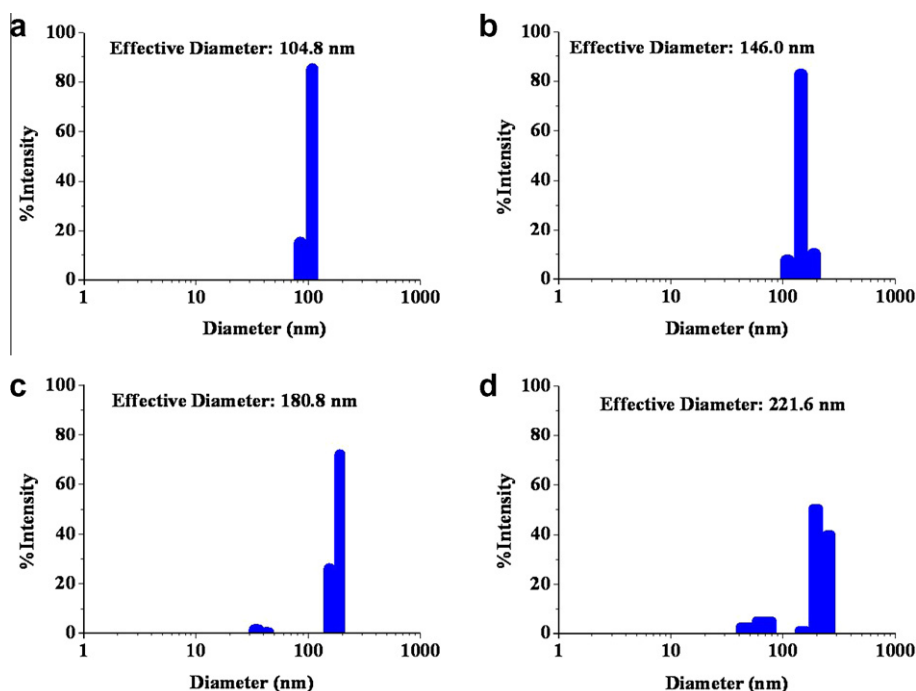 a
Effective Diameter: 104.8 nm
100
80
60
40
20
0
%Intensity
1
10
100
1000
Diameter (nm)
b
Effective Diameter: 146.0 nm
100
80
60
40
20
0
%Intensity
1
10
100
1000
Diameter (nm)
c
Effective Diameter: 180.8 nm
100
80
60
40
20
0
%Intensity
1
10
100
1000
Diameter (nm)
d
Effective Diameter: 221.6 nm
100
80
60
40
20
0
%Intensity
1
10
100
1000
Diameter (nm)